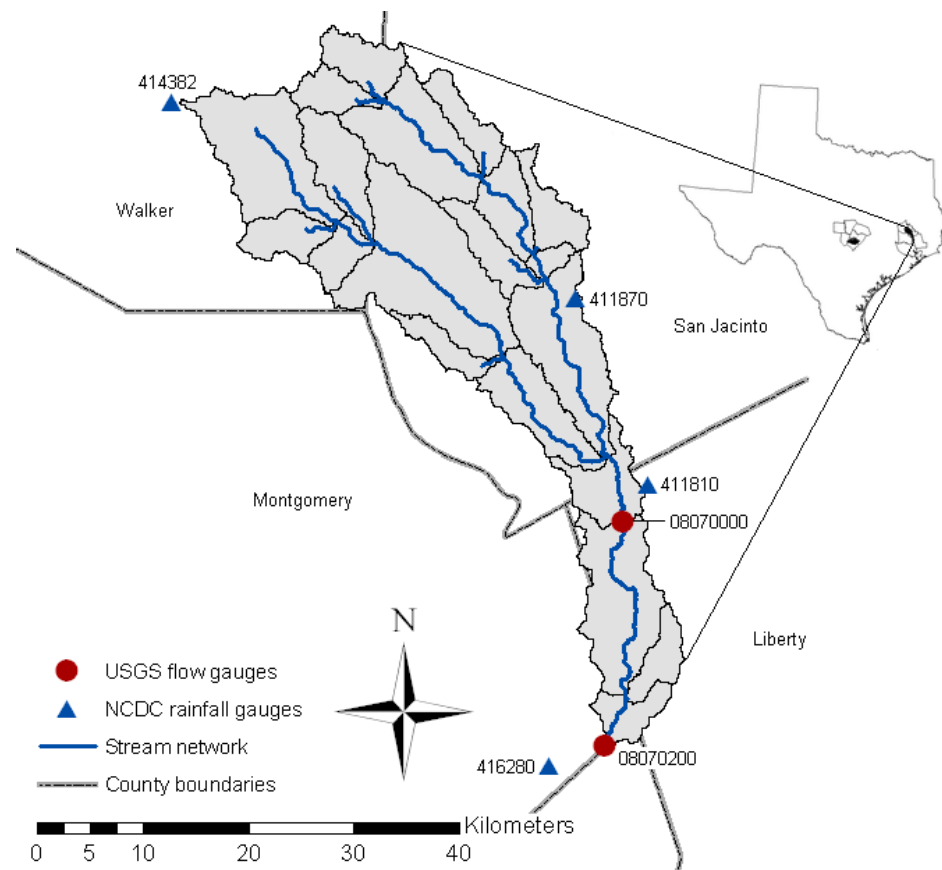 414382
Walker
411870
San Jacinto
411810
Montgomery
08070000
Liberty
N
USGS flow gauges
NCDC rainfall gauges
Stream network
416280
08070200
County boundaries
Kilometers
0 5 10 20 30 40